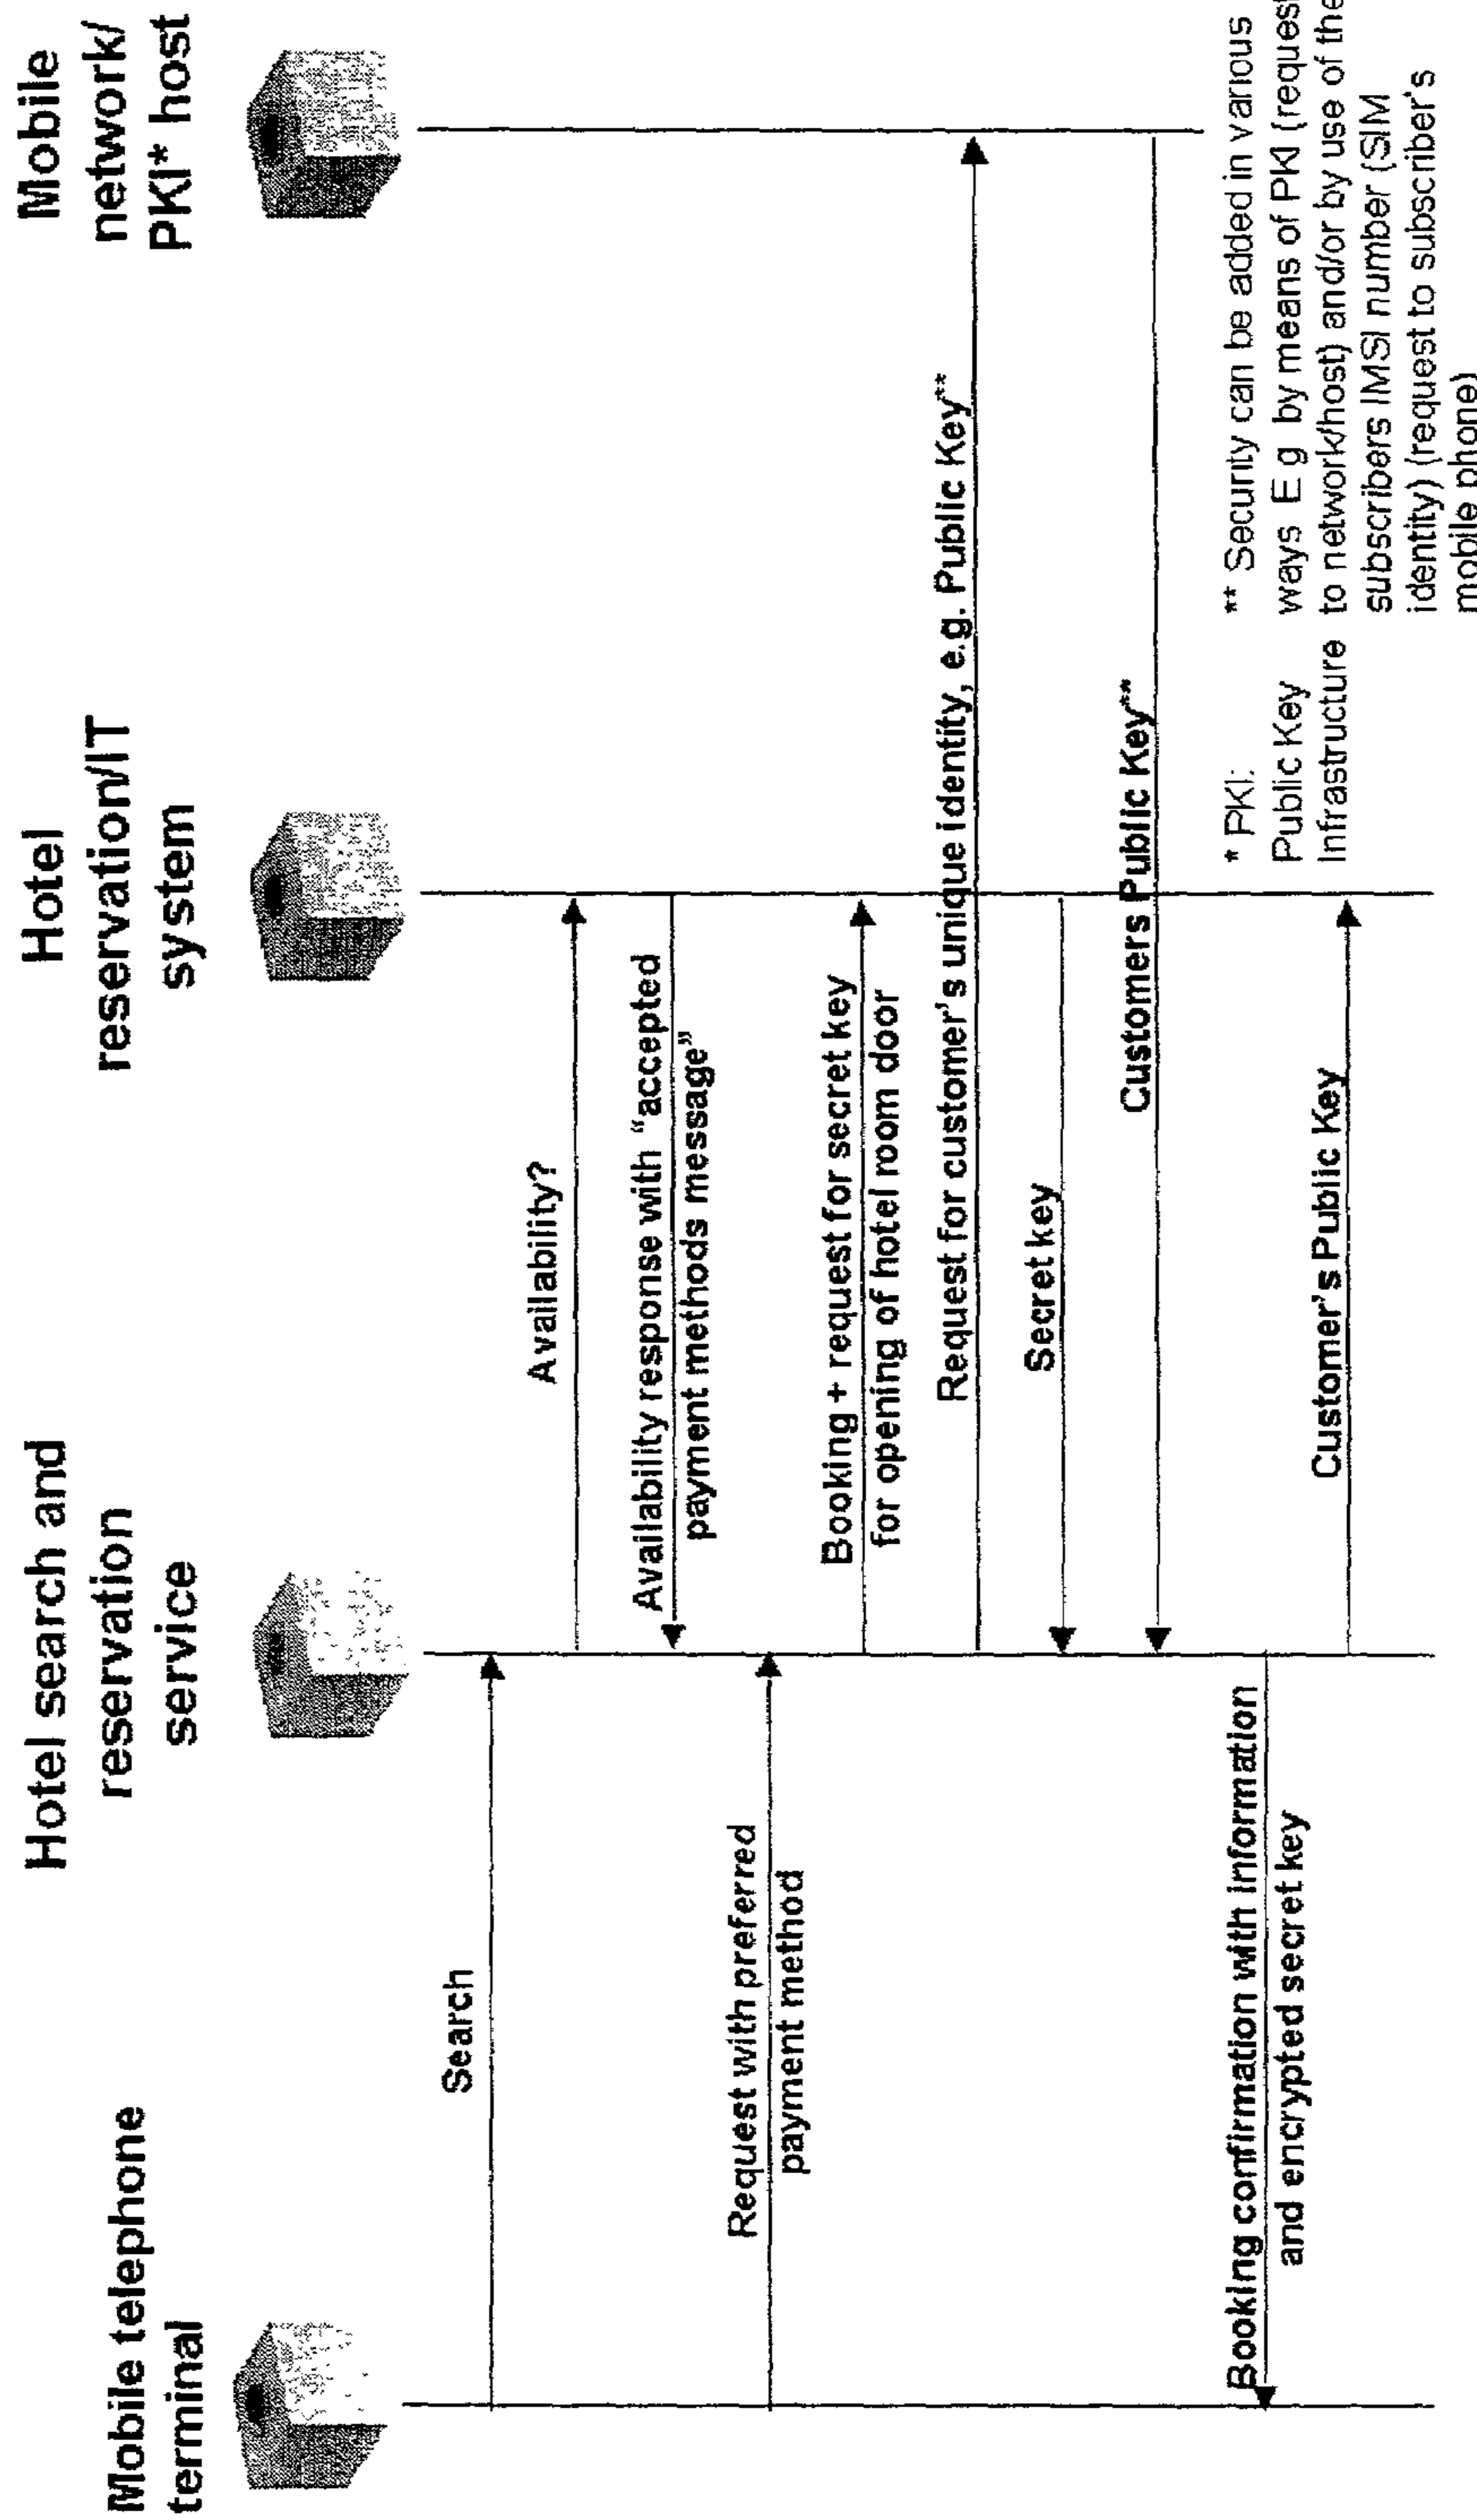 Mobile telephone
terminal
Hotel search and
reservation
service
Hotel
reservation/IT
system
Mobile
network/
PKI* host
Search
Availability?
Availability response with "accepted
payment methods message"
Request with preferred
payment method
Booking + request for secret key
for opening of hotel room door
Request for customer's unique identity, e.g. Public Key**
Secret key
Customers Public Key**
Booking confirmation with information
and encrypted secret key
Customer's Public Key
* PKI:
Public Key
Infrastructure
** Security can be added in various
ways E g by means of PKI (request
to network/host) and/or by use of the
subscribers IMSI number (SIM
identity) (request to subscriber's
mobile phone)